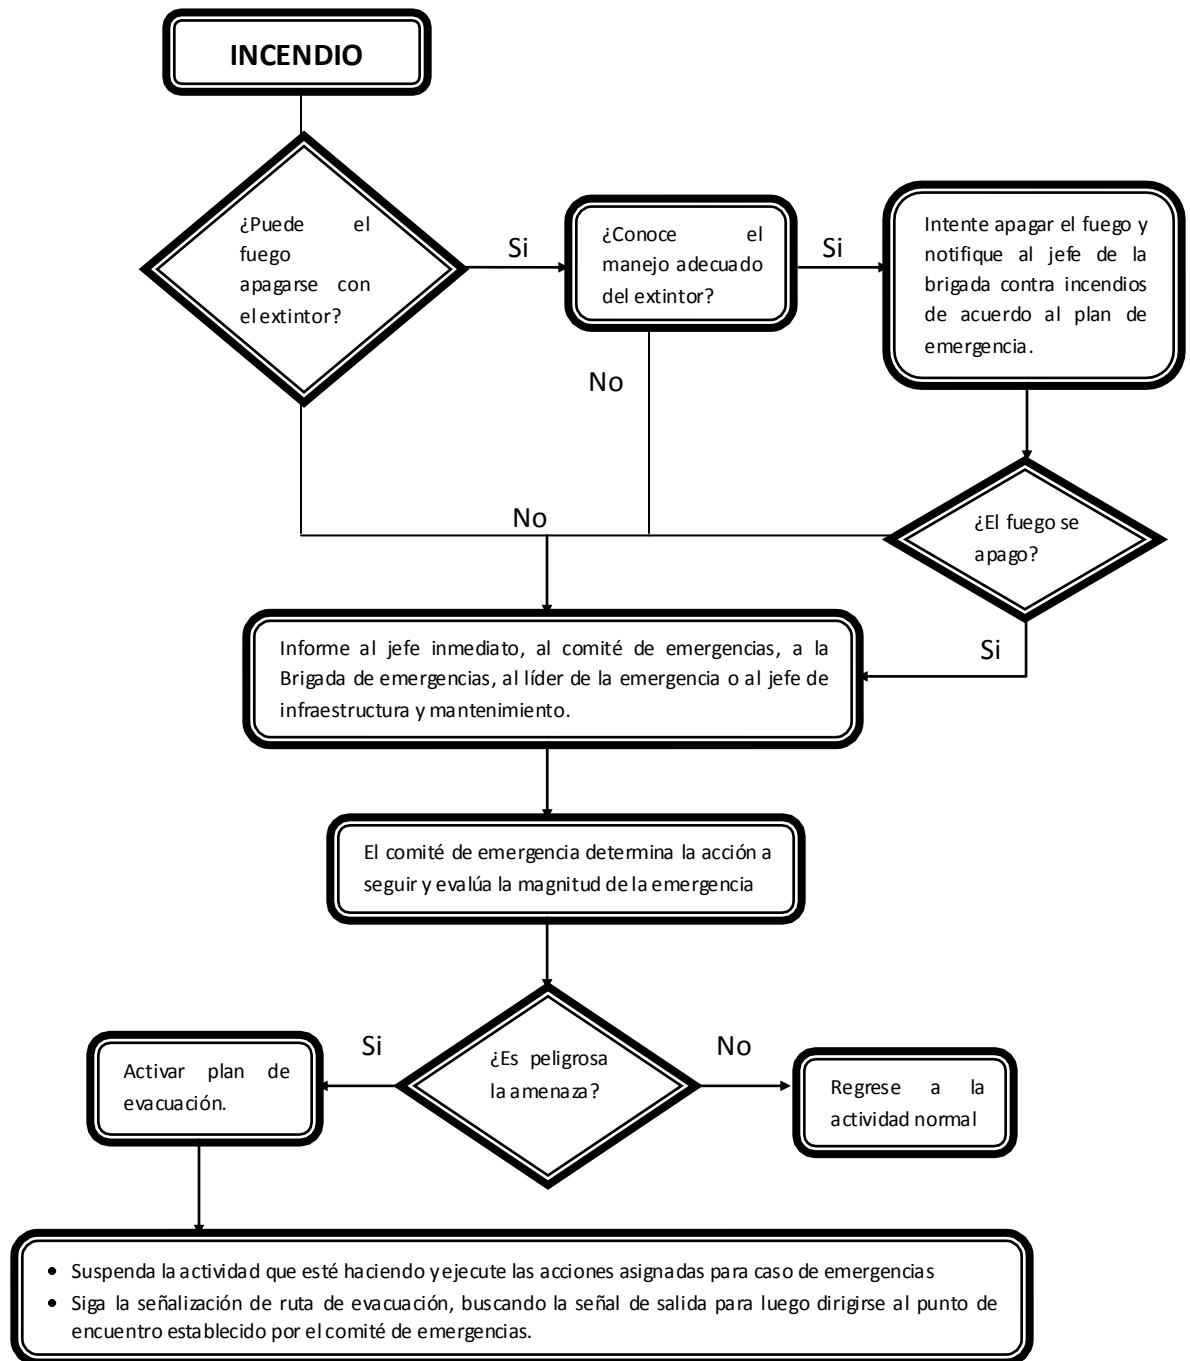 INCENDIO
¿Puede el
fuego
apagarse con
el extintor?
Si
¿Conoce el
manejo adecuado
del extintor?
Si
Intente apagar el fuego y
notifique al jefe de la
brigada contra incendios
de acuerdo al plan de
emergencia.
No
No
¿El fuego se
apago?
Si
Informe al jefe inmediato, al comité de emergencias, a la
Brigada de emergencias, al líder de la emergencia o al jefe de
infraestructura y mantenimiento.
El comité de emergencia determina la acción a
seguir y evalúa la magnitud de la emergencia
¿Es peligrosa
la amenaza?
Si
No
Activar plan de
evacuación.
Regrese a la
actividad normal
• Suspenda la actividad que esté haciendo y ejecute las acciones asignadas para caso de emergencias
• Siga la señalización de ruta de evacuación, buscando la señal de salida para luego dirigirse al punto de
encuentro establecido por el comité de emergencias.